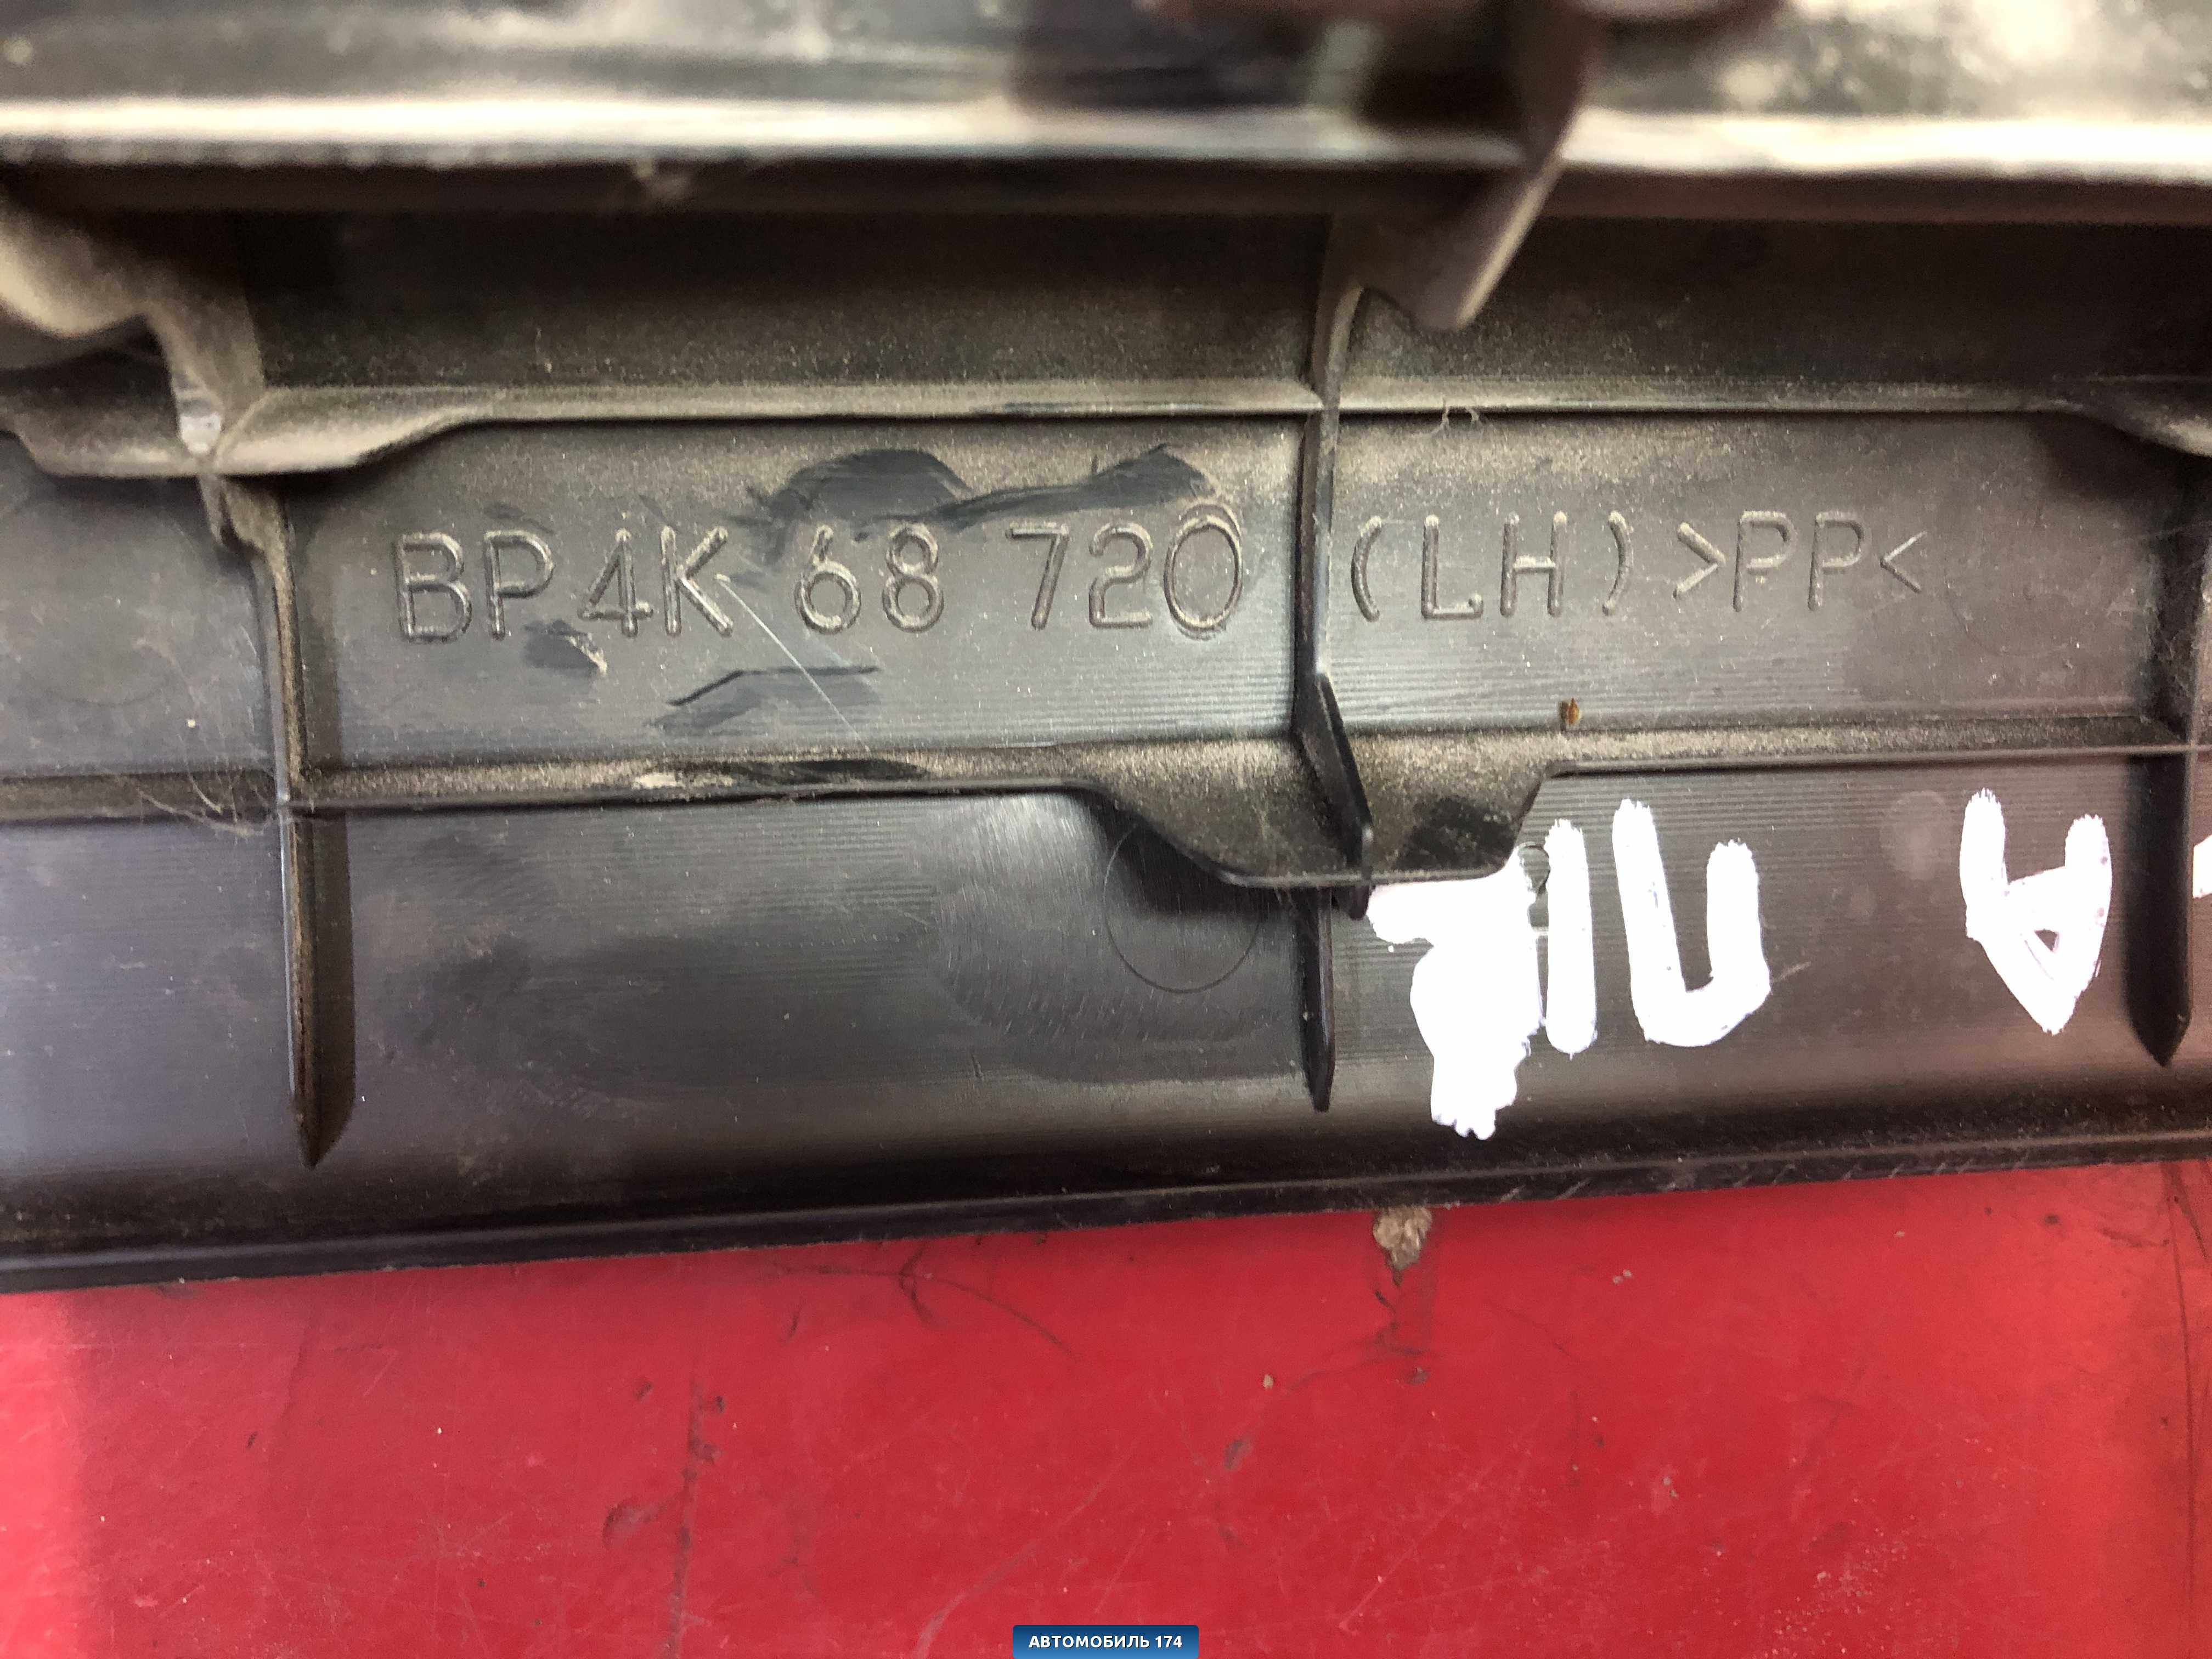 BP4K 68 720 (LH) >PP<
АВТОМОБИЛЬ 174